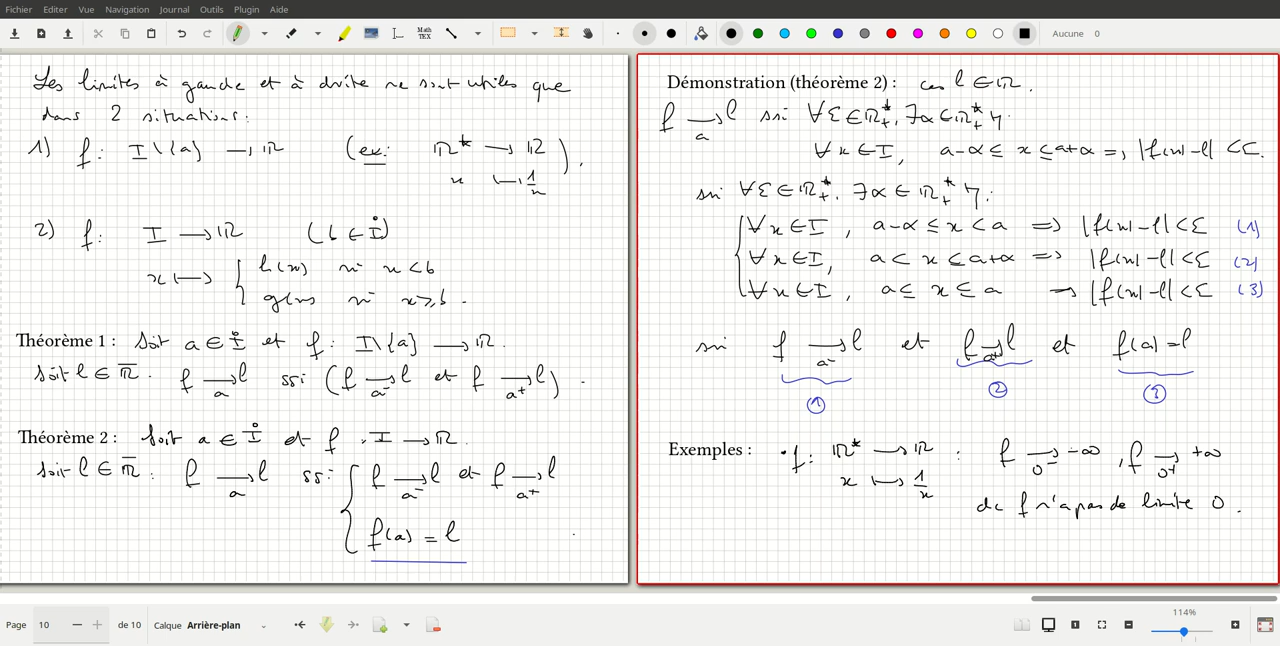 Fichier Editer Vue Navigation Journal Outils Plugin Aide
Aucune 0
Les limites à gauche et à droite ne sont utiles que
dans 2 situations:
1) f: I\{a} → ℝ (ex: ℝ* → ℝ
x ↦ 1/x).
2) f: I → ℝ (b ∈ I̊)
x ↦ { h(x) si x < b
g(x) si x ≥ b.
Théorème 1 : Soit a ∈ I̊ et f : I\{a} → ℝ.
Soit l ∈ ℝ̅. f →_a l ssi (f →_{a⁻} l et f →_{a⁺} l).
Théorème 2 : Soit a ∈ I̊ et f : I → ℝ.
Soit l ∈ ℝ̅. f →_a l ssi { f →_{a⁻} l et f →_{a⁺} l
f(a) = l
Démonstration (théorème 2) : cas l ∈ ℝ.
f →_a l ssi ∀ε ∈ ℝ₊*, ∃α ∈ ℝ₊* tq:
∀x ∈ I, a-α ≤ x ≤ a+α ⇒ |f(x)-l| < ε.
ssi ∀ε ∈ ℝ₊*, ∃α ∈ ℝ₊* tq:
∀x ∈ I, a-α ≤ x < a ⇒ |f(x)-l| < ε (1)
∀x ∈ I, a < x ≤ a+α ⇒ |f(x)-l| < ε (2)
∀x ∈ I, a ≤ x ≤ a ⇒ |f(x)-l| < ε (3)
ssi f →_{a⁻} l et f →_{a⁺} l et f(a) = l
① ② ③
Exemples : • f: ℝ* → ℝ : f →_{0⁻} -∞, f →_{0⁺} +∞
x ↦ 1/x
dc f n'a pas de limite 0.
Page 10 de 10 Calque Arrière-plan 114%